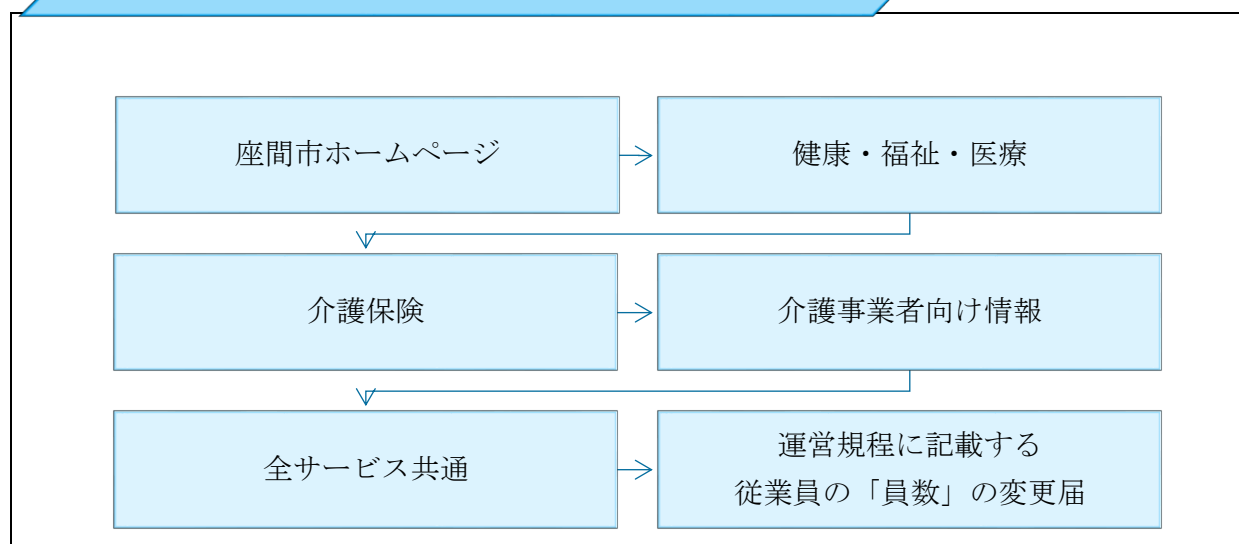 座間市ホームページ
健康・福祉・医療
介護保険
介護事業者向け情報
全サービス共通
運営規程に記載する
従業員の「員数」の変更届